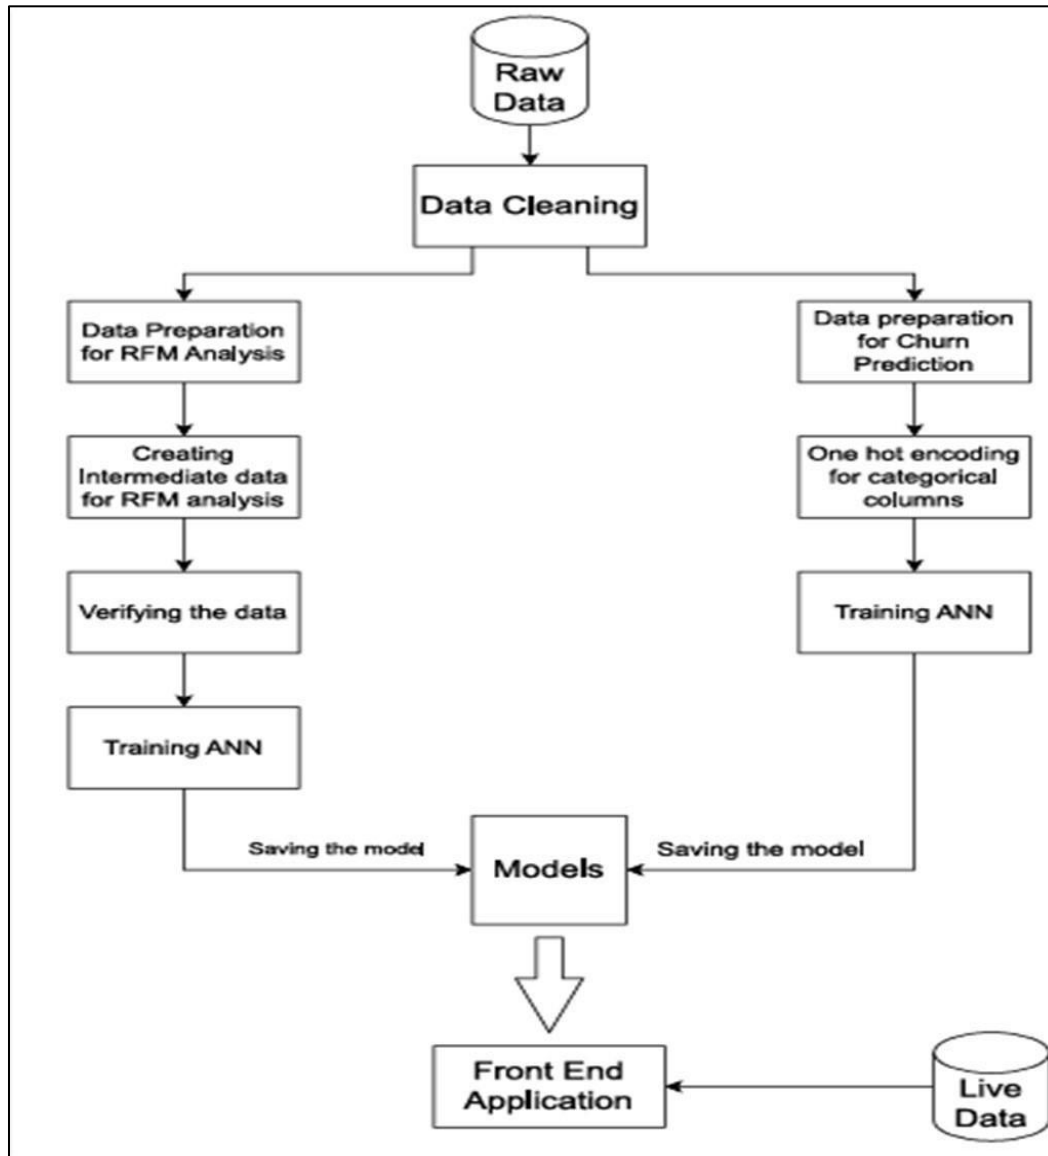 Raw
Data
Data Cleaning
Data Preparation
for RFM Analysis
Creating
Intermediate data
for RFM analysis
Verifying the data
Training ANN
Saving the model
Data preparation
for Churn
Prediction
One hot encoding
for categorical
columns
Training ANN
Saving the model
Models
Front End
Application
Live
Data